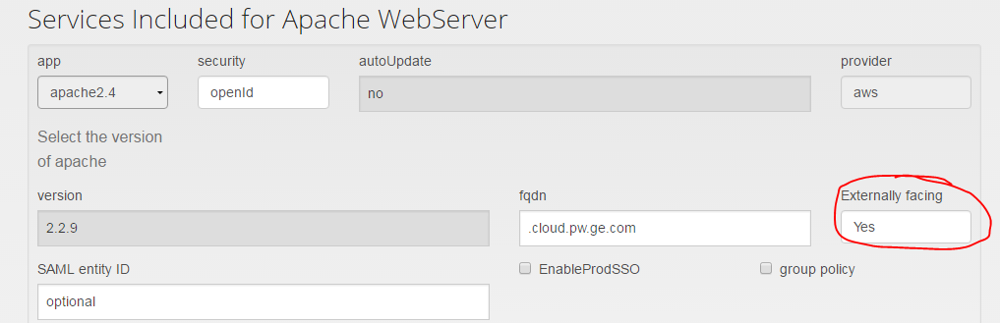 Services Included for Apache WebServer
app security autoUpdate provider
apache2.4 openId no aws
Select the version
of apache
version fqdn Externally facing
2.2.9 .cloud.pw.ge.com Yes
SAML entity ID EnableProdSSO group policy
optional